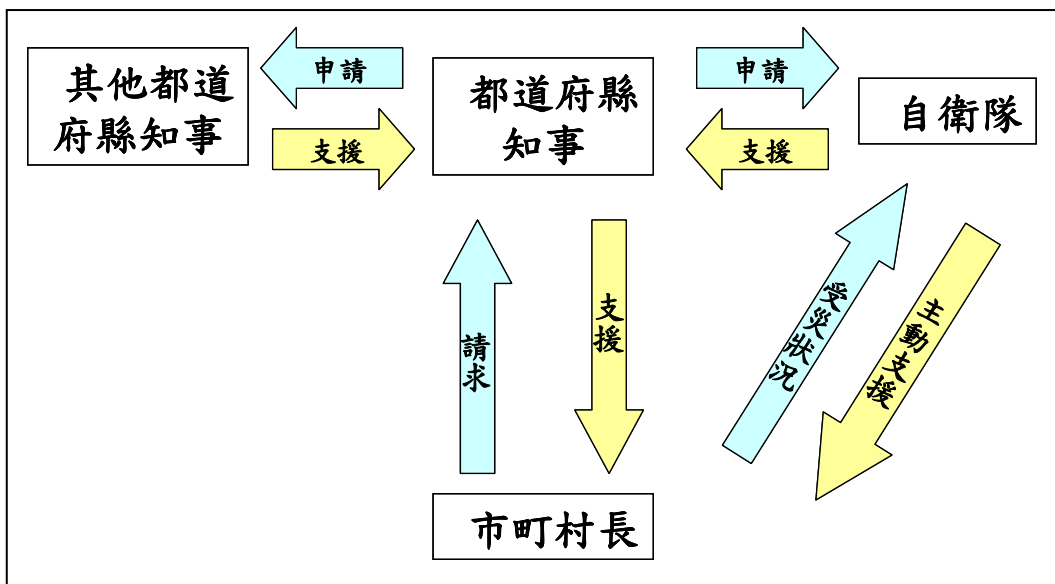 其他都道
府縣知事
申請
支援
都道府縣
知事
申請
支援
自衛隊
請求
支援
受災狀況
主動支援
市町村長